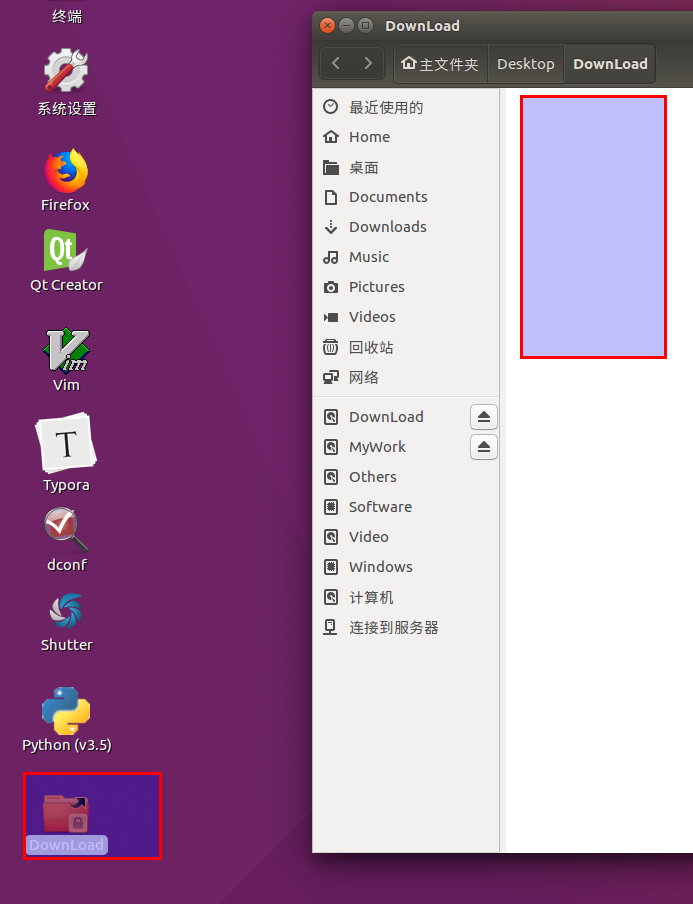 终端
系统设置
Firefox
Qt
Qt Creator
Vim
Vim
T
Typora
dconf
Shutter
Python (v3.5)
DownLoad
DownLoad
主文件夹 Desktop DownLoad
最近使用的
Home
桌面
Documents
Downloads
Music
Pictures
Videos
回收站
网络
DownLoad
MyWork
Others
Software
Video
Windows
计算机
连接到服务器